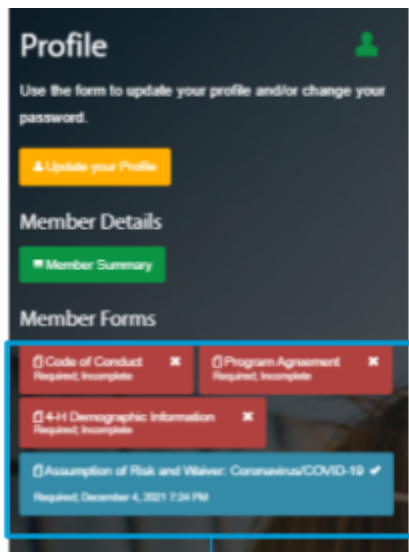 Profile
Use the form to update your profile and/or change your
password.
Update your Profile
Member Details
Member Summary
Member Forms
Code of Conduct
Required; Incomplete
Program Agreement
Required; Incomplete
4-H Demographic Information
Required; Incomplete
Assumption of Risk and Waiver: Coronavirus/COVID-19
Required; December 4, 2021 7:24 PM